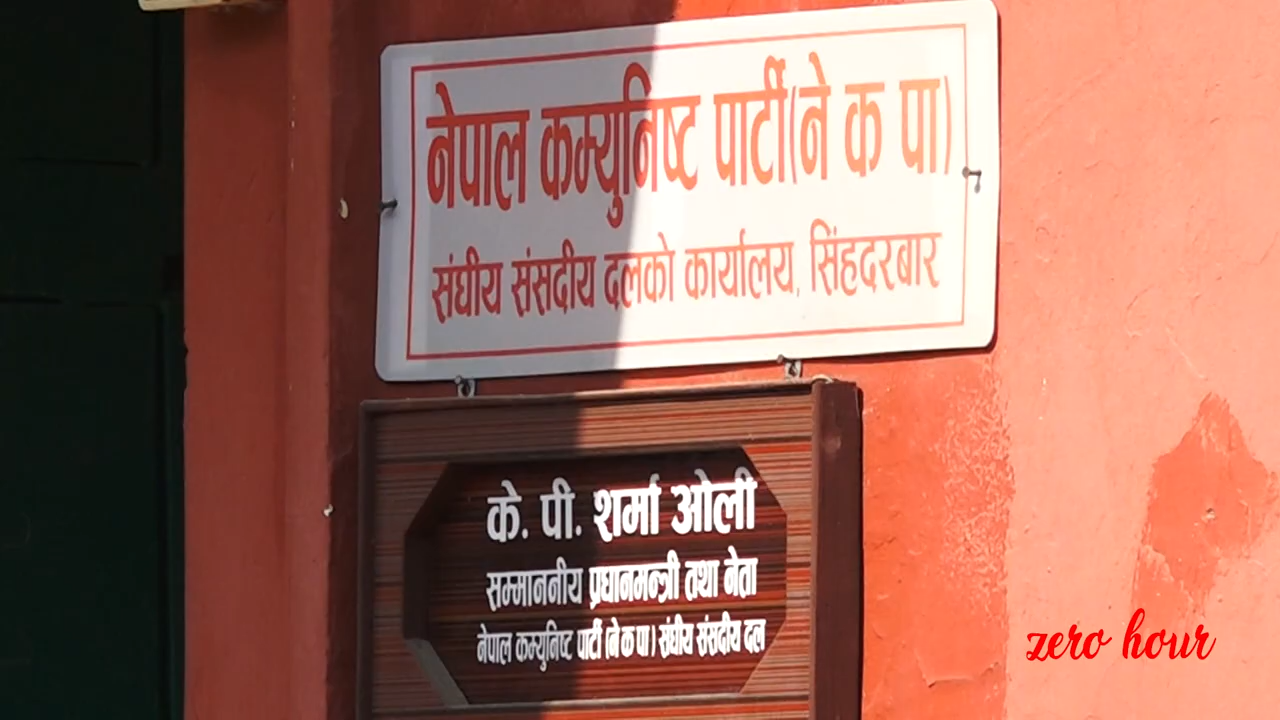 नेपाल कम्युनिष्ट पार्टी(ने क पा)
संघीय संसदीय दलको कार्यालय, सिंहदरबार
के. पी. शर्मा ओली
सम्माननीय प्रधानमन्त्री तथा नेता
नेपाल कम्युनिष्ट पार्टी (ने क पा) संघीय संसदीय दल
zero hour